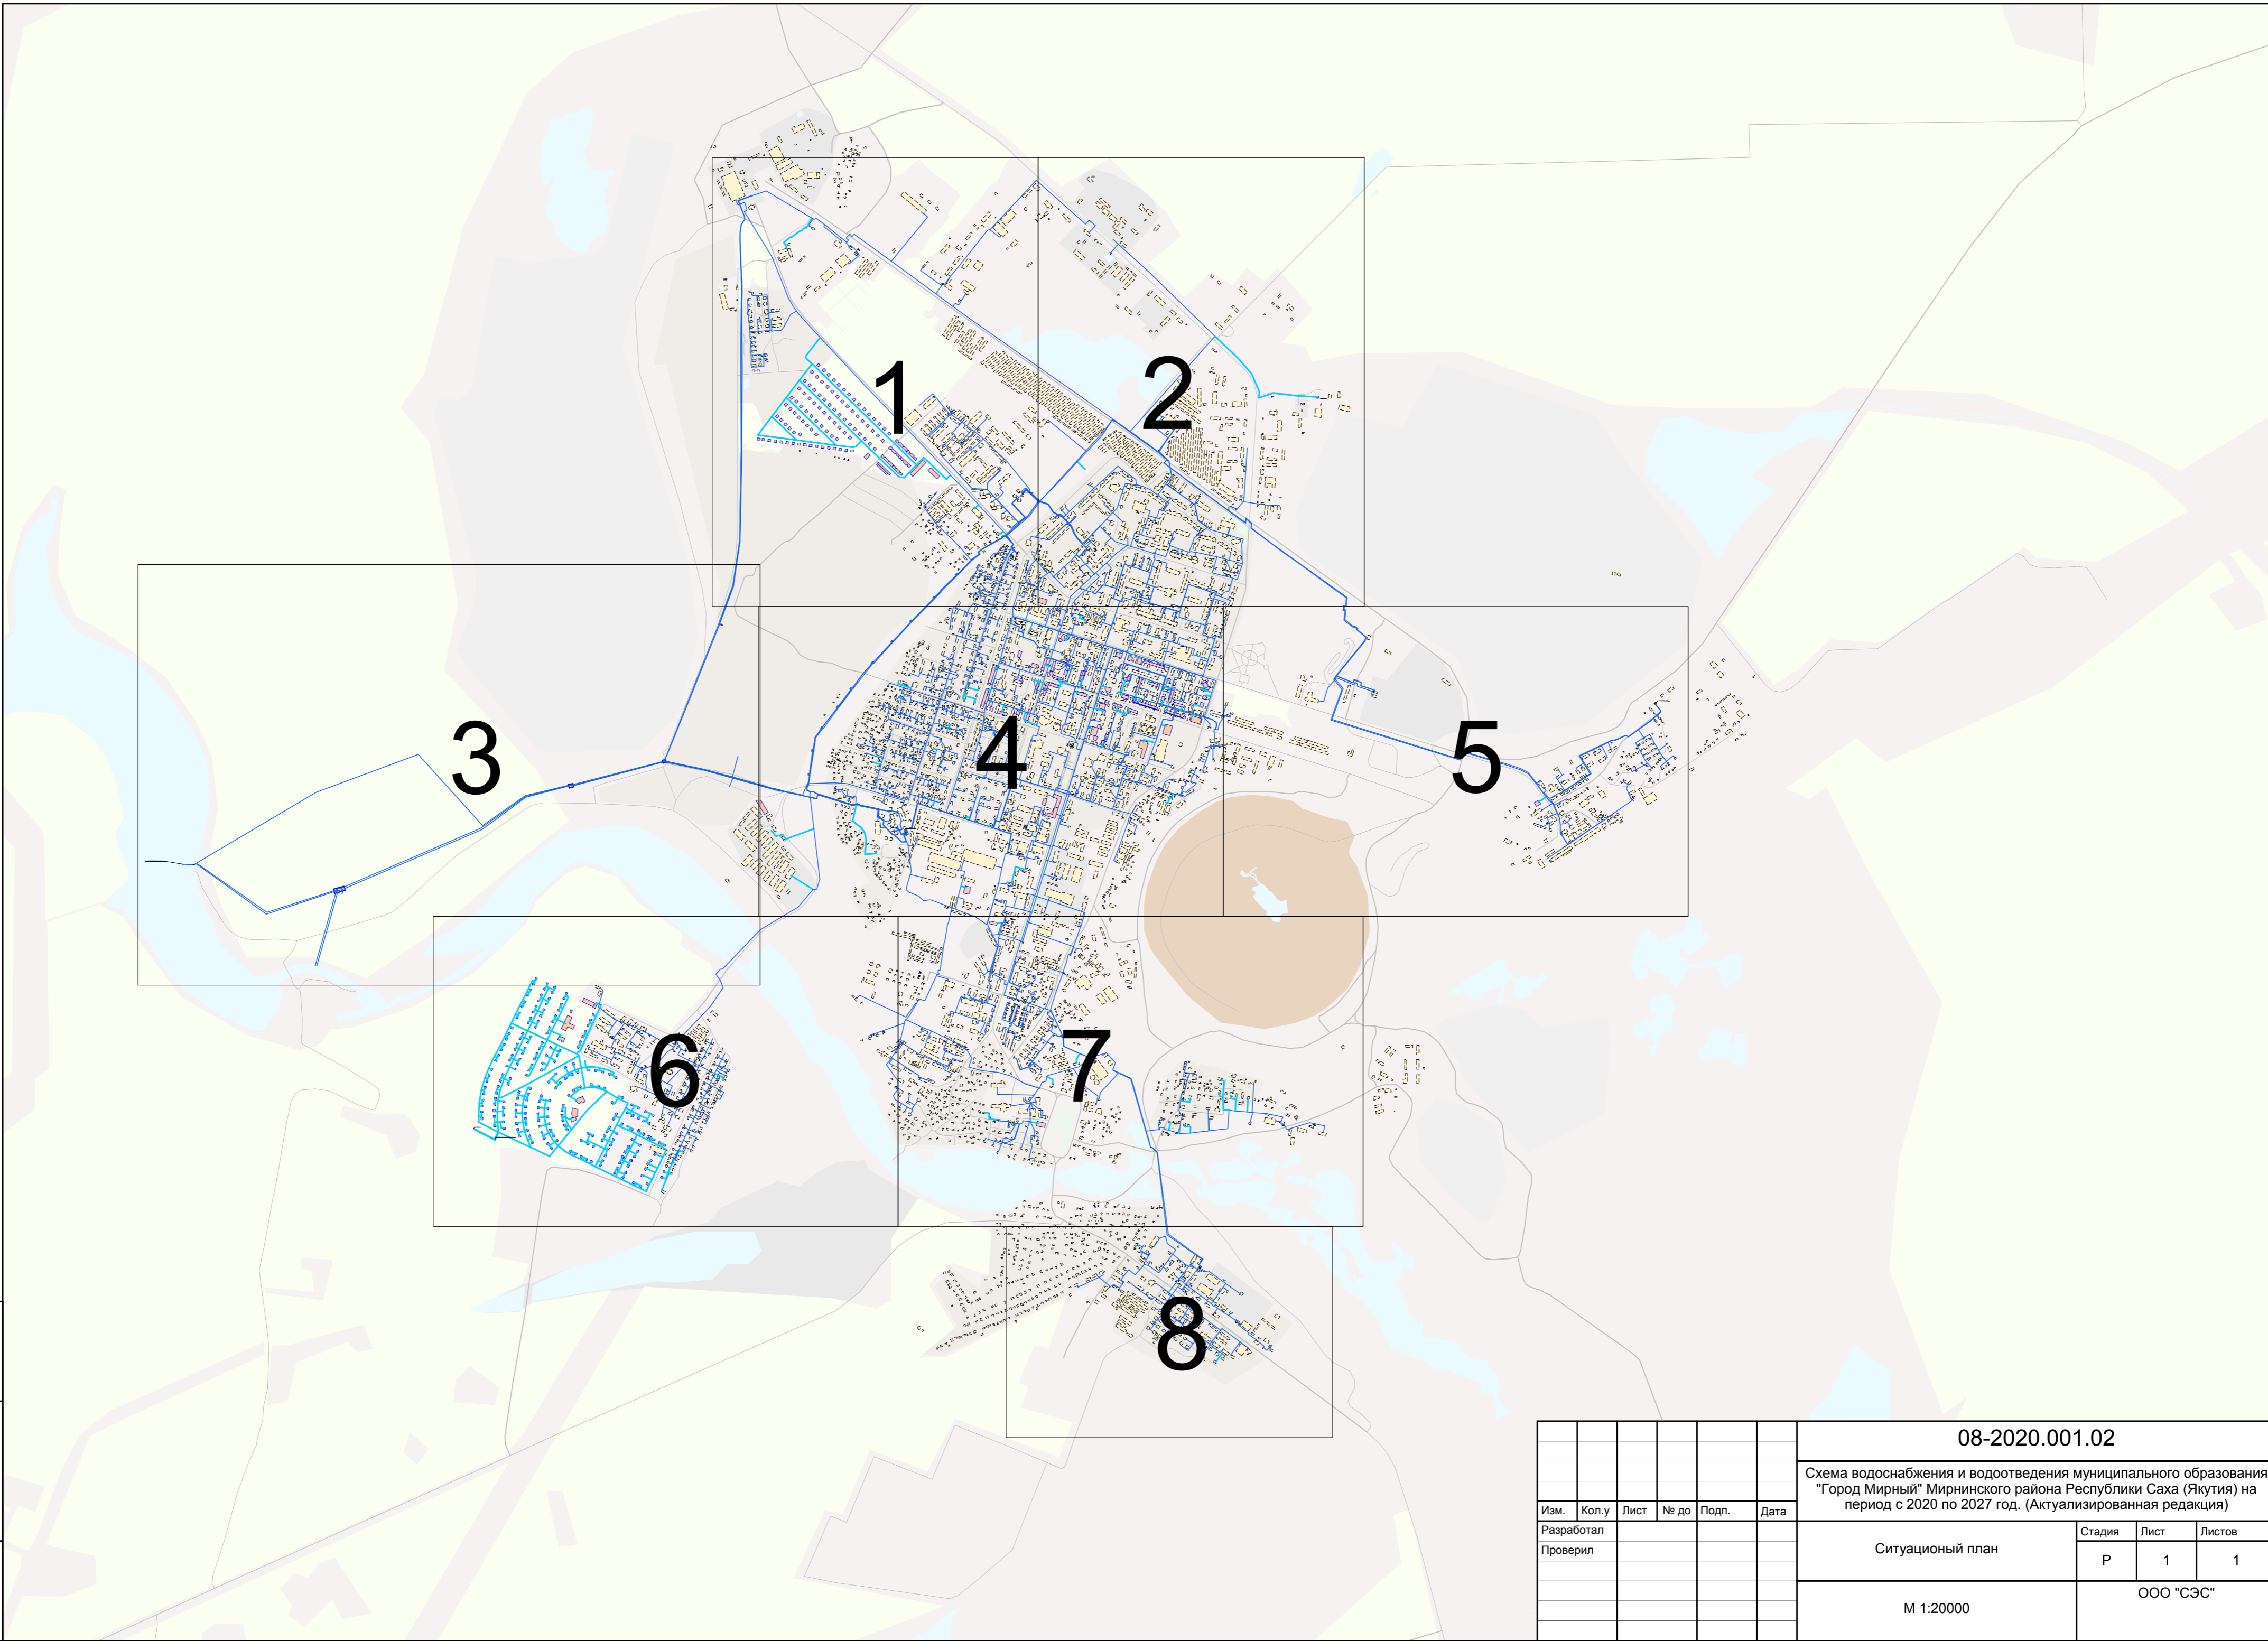 1
2
3
4
5
6
7
8
08-2020.001.02
Схема водоснабжения и водоотведения муниципального образования
"Город Мирный" Мирнинского района Республики Саха (Якутия) на
период с 2020 по 2027 год. (Актуализированная редакция)
Изм. Кол.у Лист № до Подп. Дата
Разработал
Проверил
Ситуационый план
Стадия Лист Листов
Р 1 1
М 1:20000
ООО "СЭС"